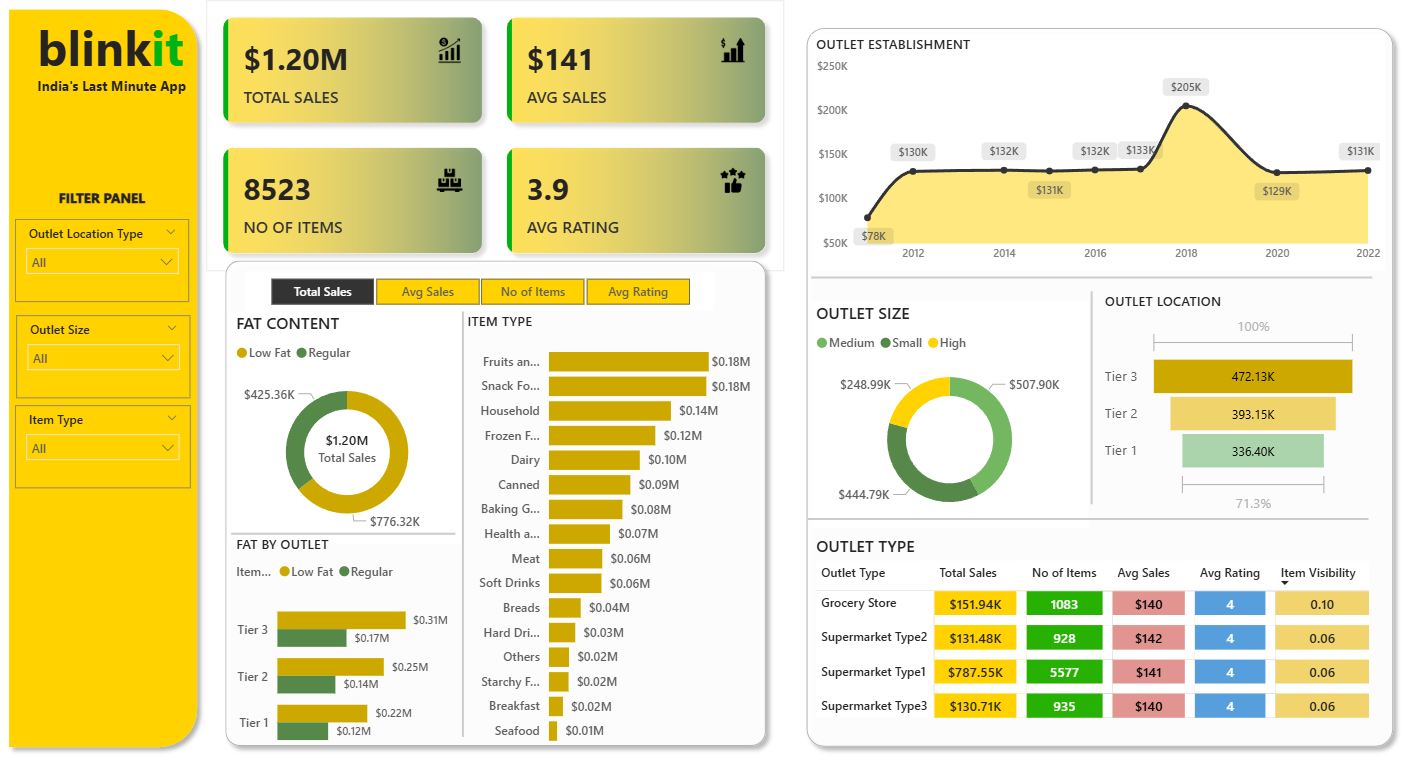 blinkit
India's Last Minute App
FILTER PANEL
Outlet Location Type
All
Outlet Size
All
Item Type
All
$1.20M
TOTAL SALES
$141
AVG SALES
8523
NO OF ITEMS
3.9
AVG RATING
Total Sales Avg Sales No of Items Avg Rating
FAT CONTENT
Low Fat Regular
$425.36K
$1.20M
Total Sales
$776.32K
FAT BY OUTLET
Item... Low Fat Regular
Tier 3 $0.31M
$0.17M
Tier 2 $0.25M
$0.14M
Tier 1 $0.22M
$0.12M
ITEM TYPE
Fruits an... $0.18M
Snack Fo... $0.18M
Household $0.14M
Frozen F... $0.12M
Dairy $0.10M
Canned $0.09M
Baking G... $0.08M
Health a... $0.07M
Meat $0.06M
Soft Drinks $0.06M
Breads $0.04M
Hard Dri... $0.03M
Others $0.02M
Starchy F... $0.02M
Breakfast $0.02M
Seafood $0.01M
OUTLET ESTABLISHMENT
$250K
$200K
$150K
$100K
$50K
$78K
$130K
$132K
$131K
$132K
$133K
$205K
$129K
$131K
2012 2014 2016 2018 2020 2022
OUTLET SIZE
Medium Small High
$248.99K
$507.90K
$444.79K
OUTLET LOCATION
100%
Tier 3 472.13K
Tier 2 393.15K
Tier 1 336.40K
71.3%
OUTLET TYPE
Outlet Type Total Sales No of Items Avg Sales Avg Rating Item Visibility
Grocery Store $151.94K 1083 $140 4 0.10
Supermarket Type2 $131.48K 928 $142 4 0.06
Supermarket Type1 $787.55K 5577 $141 4 0.06
Supermarket Type3 $130.71K 935 $140 4 0.06